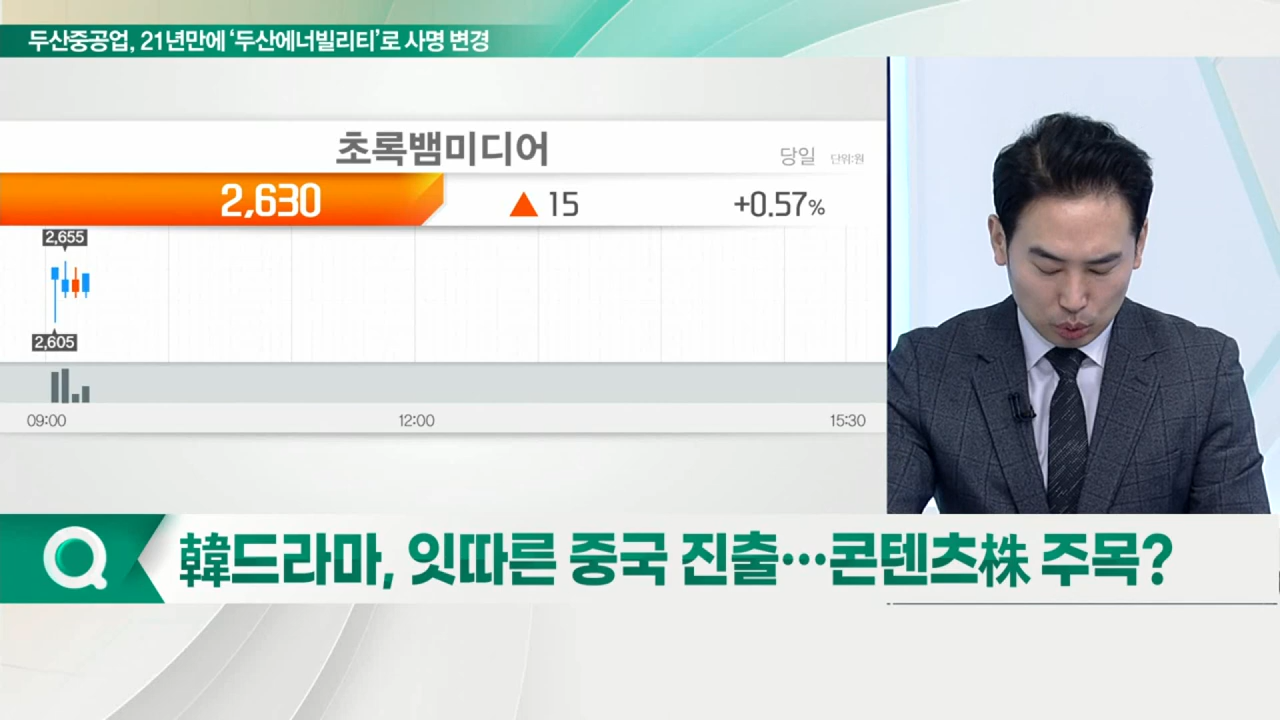 두산중공업, 21년만에 ‘두산에너빌리티’로 사명 변경
초록뱀미디어
당일 단위:원
2,630 ▲ 15 +0.57%
2,655
2,605
09:00 12:00 15:30
韓드라마, 잇따른 중국 진출…콘텐츠株 주목?